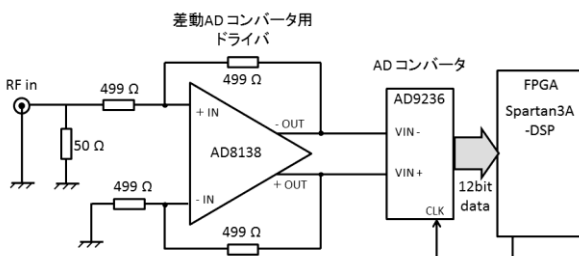 差動AD コンバータ用
ドライバ
RF in
499 Ω
499 Ω
+ IN
- OUT
50 Ω
AD8138
499 Ω
- IN
+ OUT
499 Ω
AD コンバータ
AD9236
VIN -
VIN +
CLK
12bit
data
FPGA
Spartan3A
-DSP